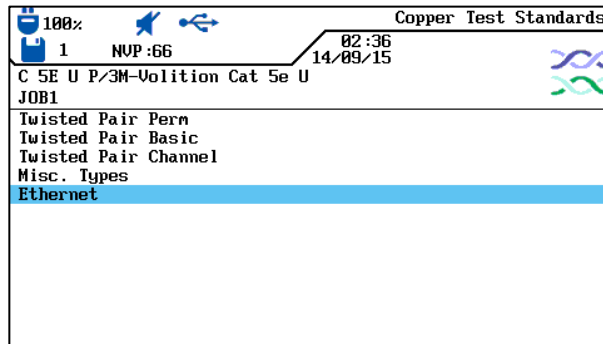 100%
Copper Test Standards
1 NVP:66
02:36
14/09/15
C 5E U P/3M-Volition Cat 5e U
JOB1
Twisted Pair Perm
Twisted Pair Basic
Twisted Pair Channel
Misc. Types
Ethernet